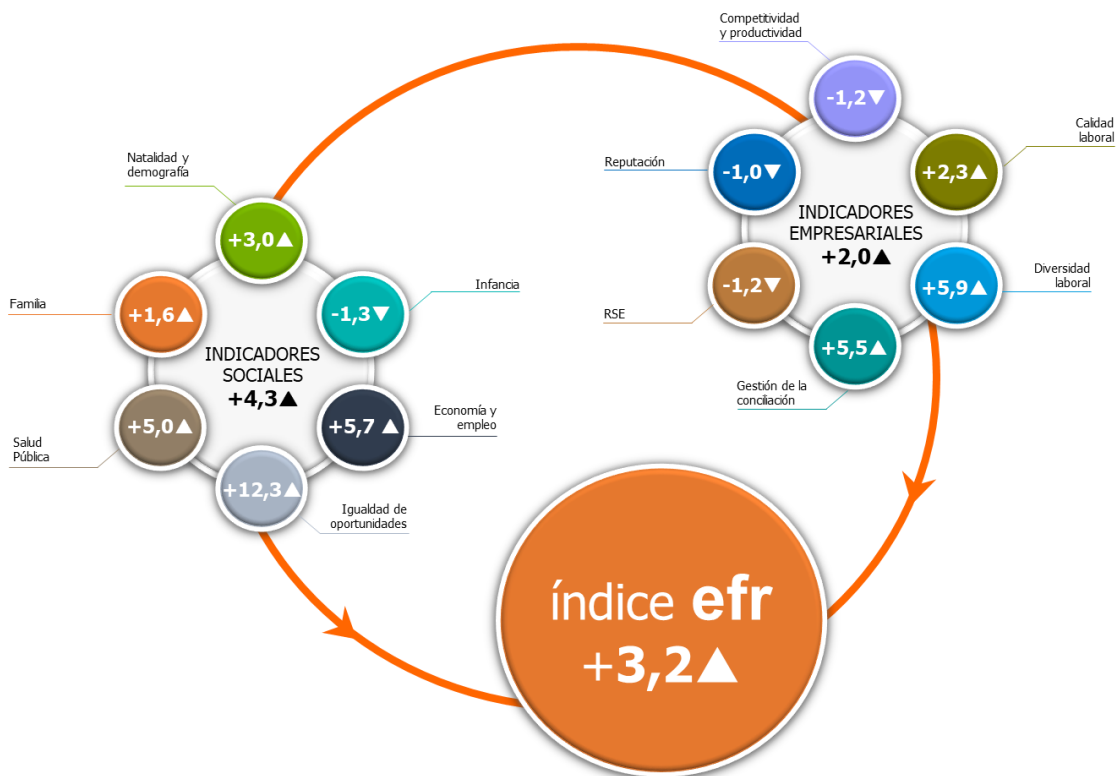 Competitividad
y productividad
-1,2▼
Calidad
laboral
+2,3▲
Reputación
-1,0▼
INDICADORES
EMPRESARIALES
+2,0▲
Diversidad
laboral
+5,9▲
RSE
-1,2▼
+5,5▲
Gestión de la
conciliación
Natalidad y
demografía
+3,0▲
Familia
+1,6▲
Infancia
-1,3▼
INDICADORES
SOCIALES
+4,3▲
Salud
Pública
+5,0▲
Economía y
empleo
+5,7 ▲
+12,3▲
Igualdad de
oportunidades
índice efr
+3,2▲